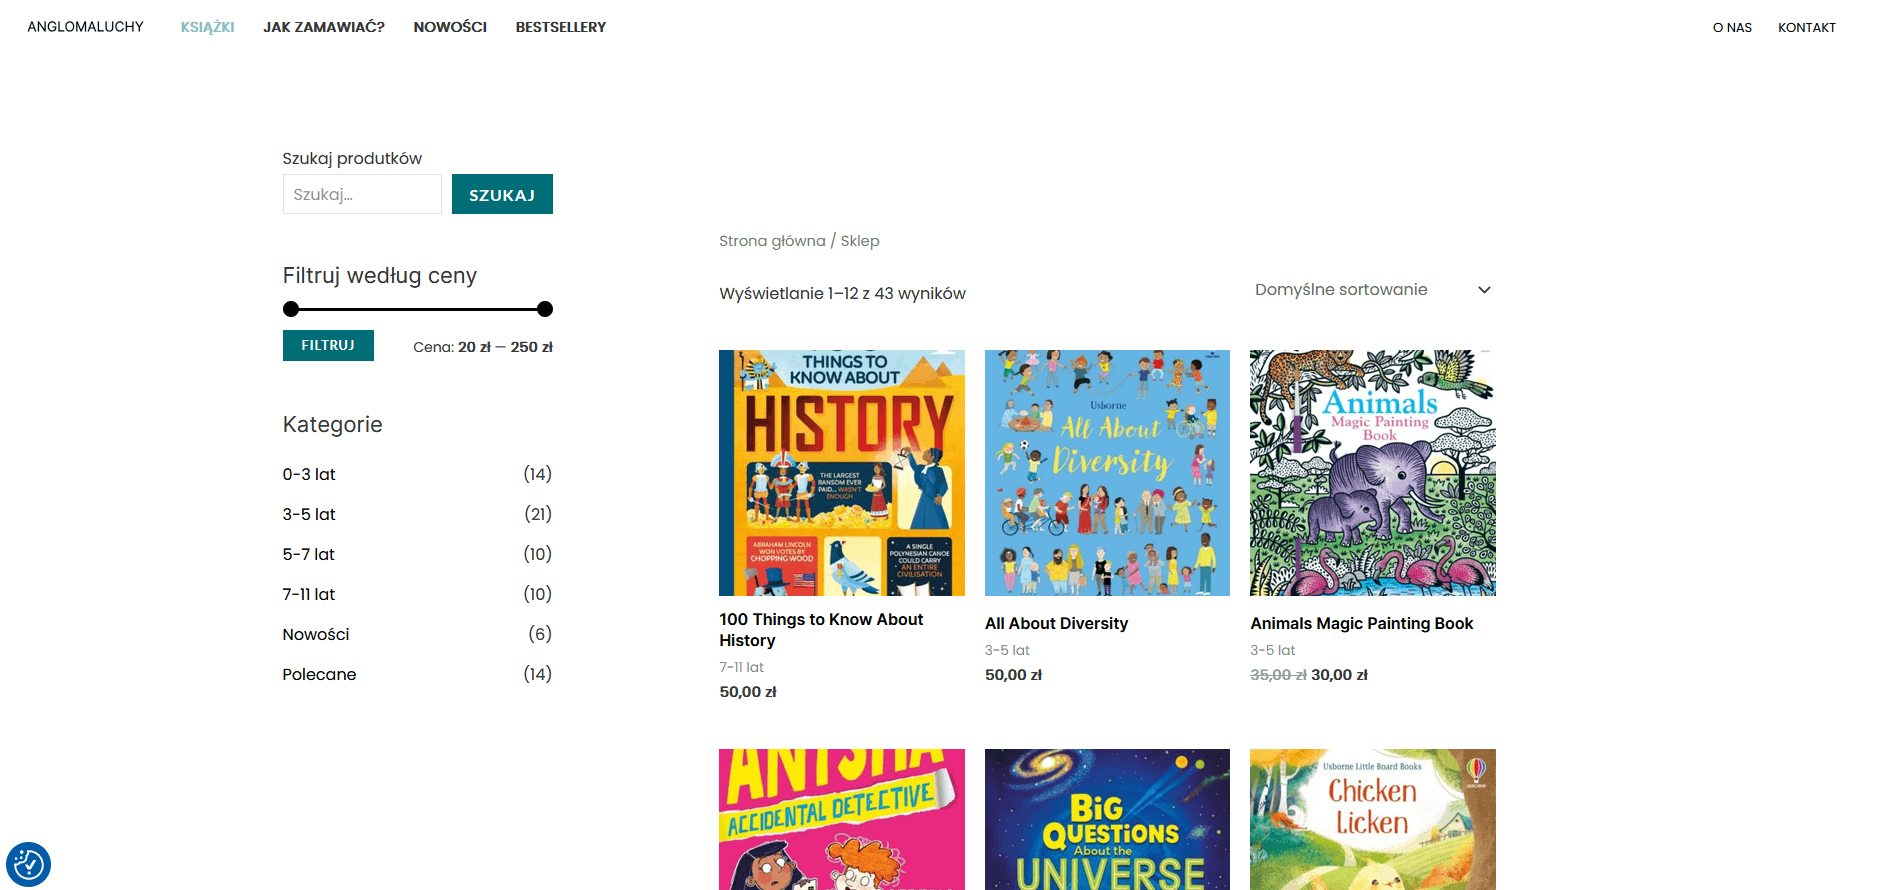 ANGLOMALUCHY KSIĄŻKI JAK ZAMAWIAĆ? NOWOŚCI BESTSELLERY O NAS KONTAKT
Szukaj produtków
Szukaj...
SZUKAJ
Filtruj według ceny
FILTRUJ
Cena: 20 zł — 250 zł
Kategorie
0-3 lat (14)
3-5 lat (21)
5-7 lat (10)
7-11 lat (10)
Nowości (6)
Polecane (14)
Strona główna / Sklep
Wyświetlanie 1–12 z 43 wyników
Domyślne sortowanie
THINGS TO
KNOW ABOUT
HISTORY
THE LARGEST
RANSOM EVER
PAID... WASN'T
ENOUGH
ABRAHAM LINCOLN
WON VOTES BY
CHOPPING WOOD
A SINGLE
POLYNESIAN CANOE
COULD CARRY
AN ENTIRE
CIVILISATION
100 Things to Know About
History
7-11 lat
50,00 zł
Usborne
All About
Diversity
All About Diversity
3-5 lat
50,00 zł
Animals
Magic Painting
Book
Animals Magic Painting Book
3-5 lat
35,00 zł 30,00 zł
ANISHA
ACCIDENTAL DETECTIVE
BiG
QUESTiONS
About the
UNiVERSE
Usborne Little Board Books
Chicken
Licken